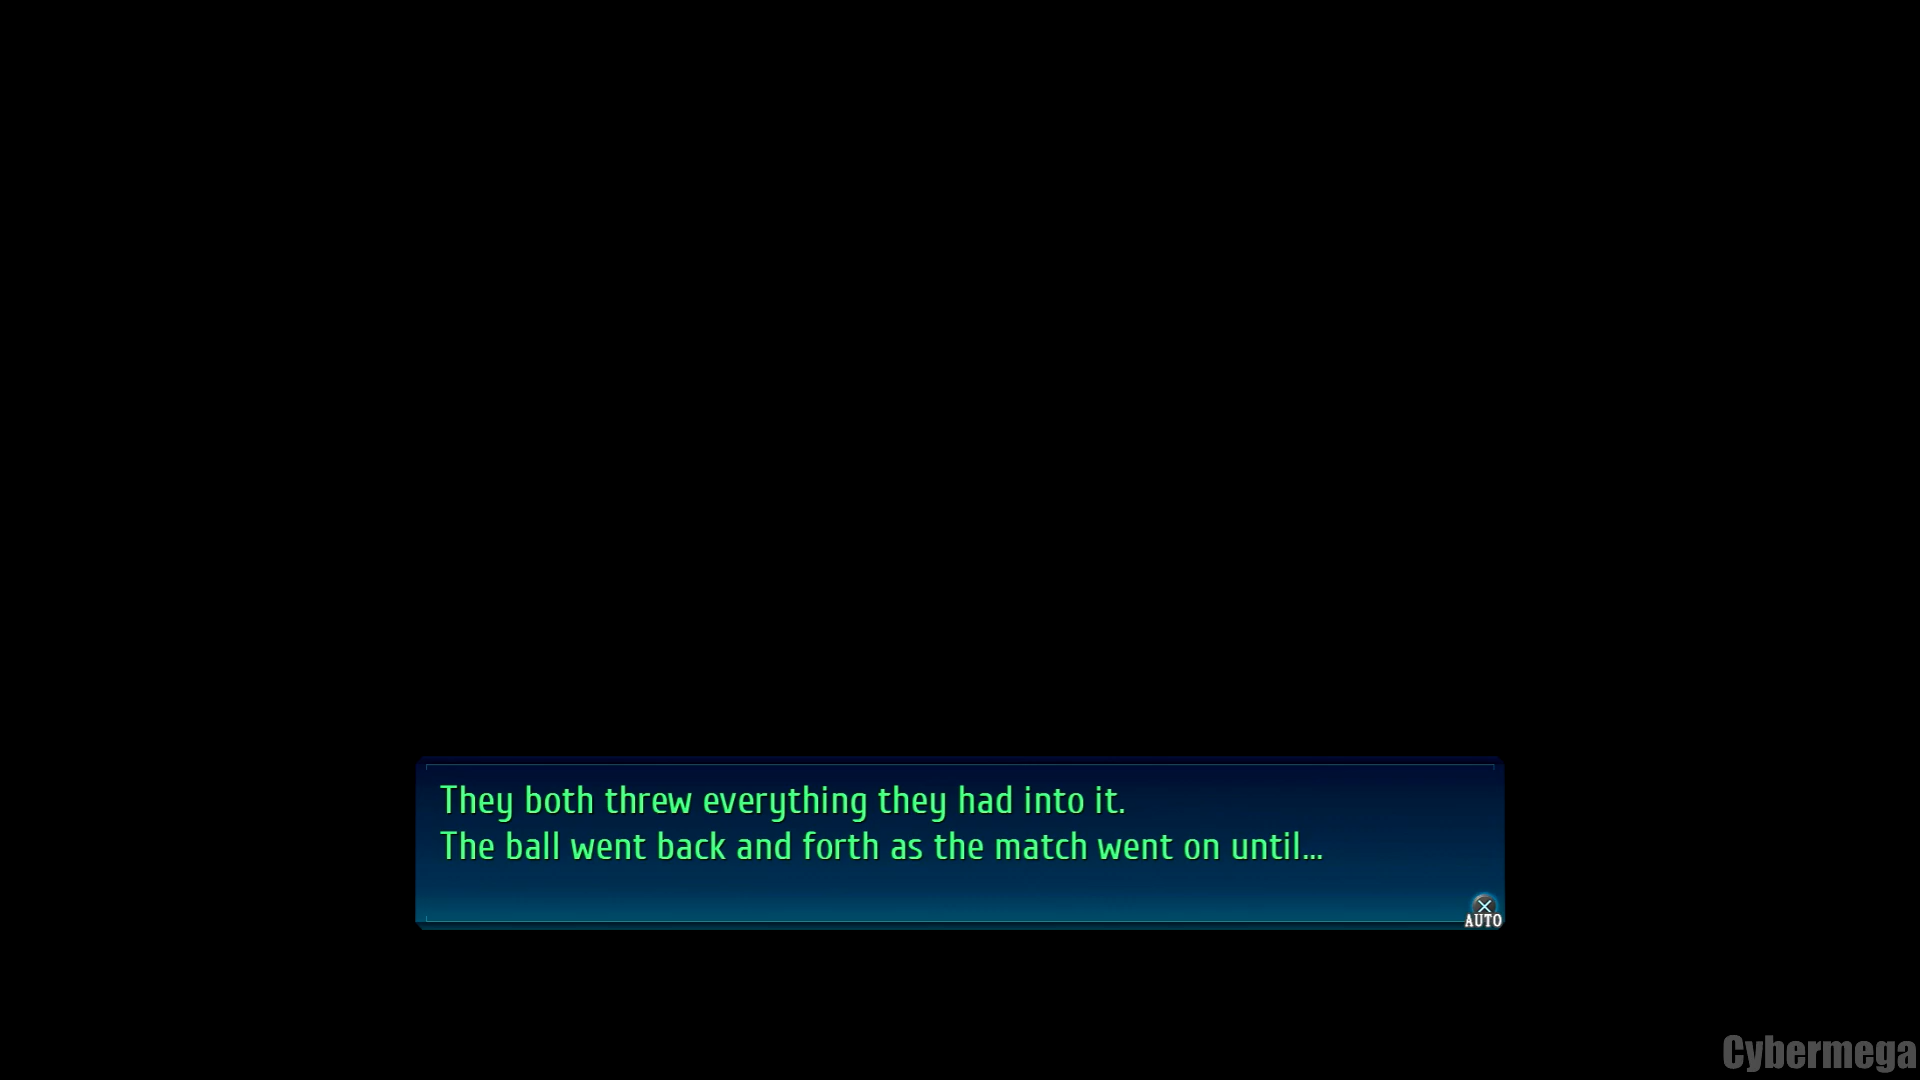 They both threw everything they had into it.
The ball went back and forth as the match went on until...
AUTO
Cybermega